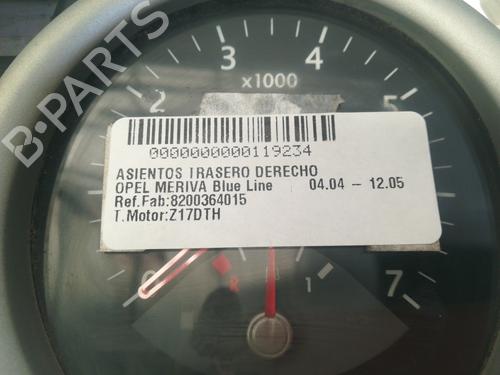 3 4
x1000
2
B-PARTS
0000000000119234
ASIENTOS TRASERO DERECHO
OPEL MERIVA Blue Line 04.04 – 12.05
Ref.Fab:8200364015
T.Motor:Z17DTH
0 1 7